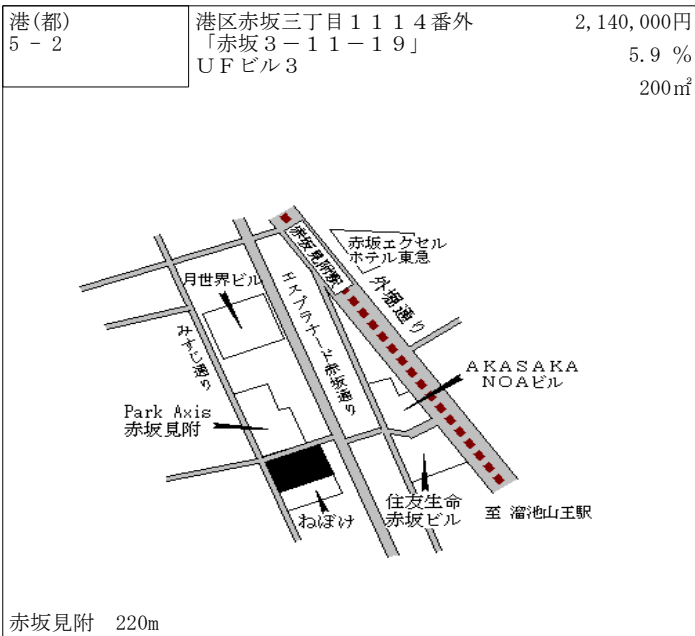 港(都)
5－2
港区赤坂三丁目１１１４番外
「赤坂３－１１－１９」
ＵＦビル３
2,140,000円
5.9 %
200㎡
赤坂見附駅
赤坂エクセル
ホテル東急
外堀通り
月世界ビル
エスプラナード赤坂通り
みすじ通り
ＡＫＡＳＡＫＡ
ＮＯＡビル
Park Axis
赤坂見附
住友生命
赤坂ビル
至 溜池山王駅
ねぼけ
赤坂見附　220m